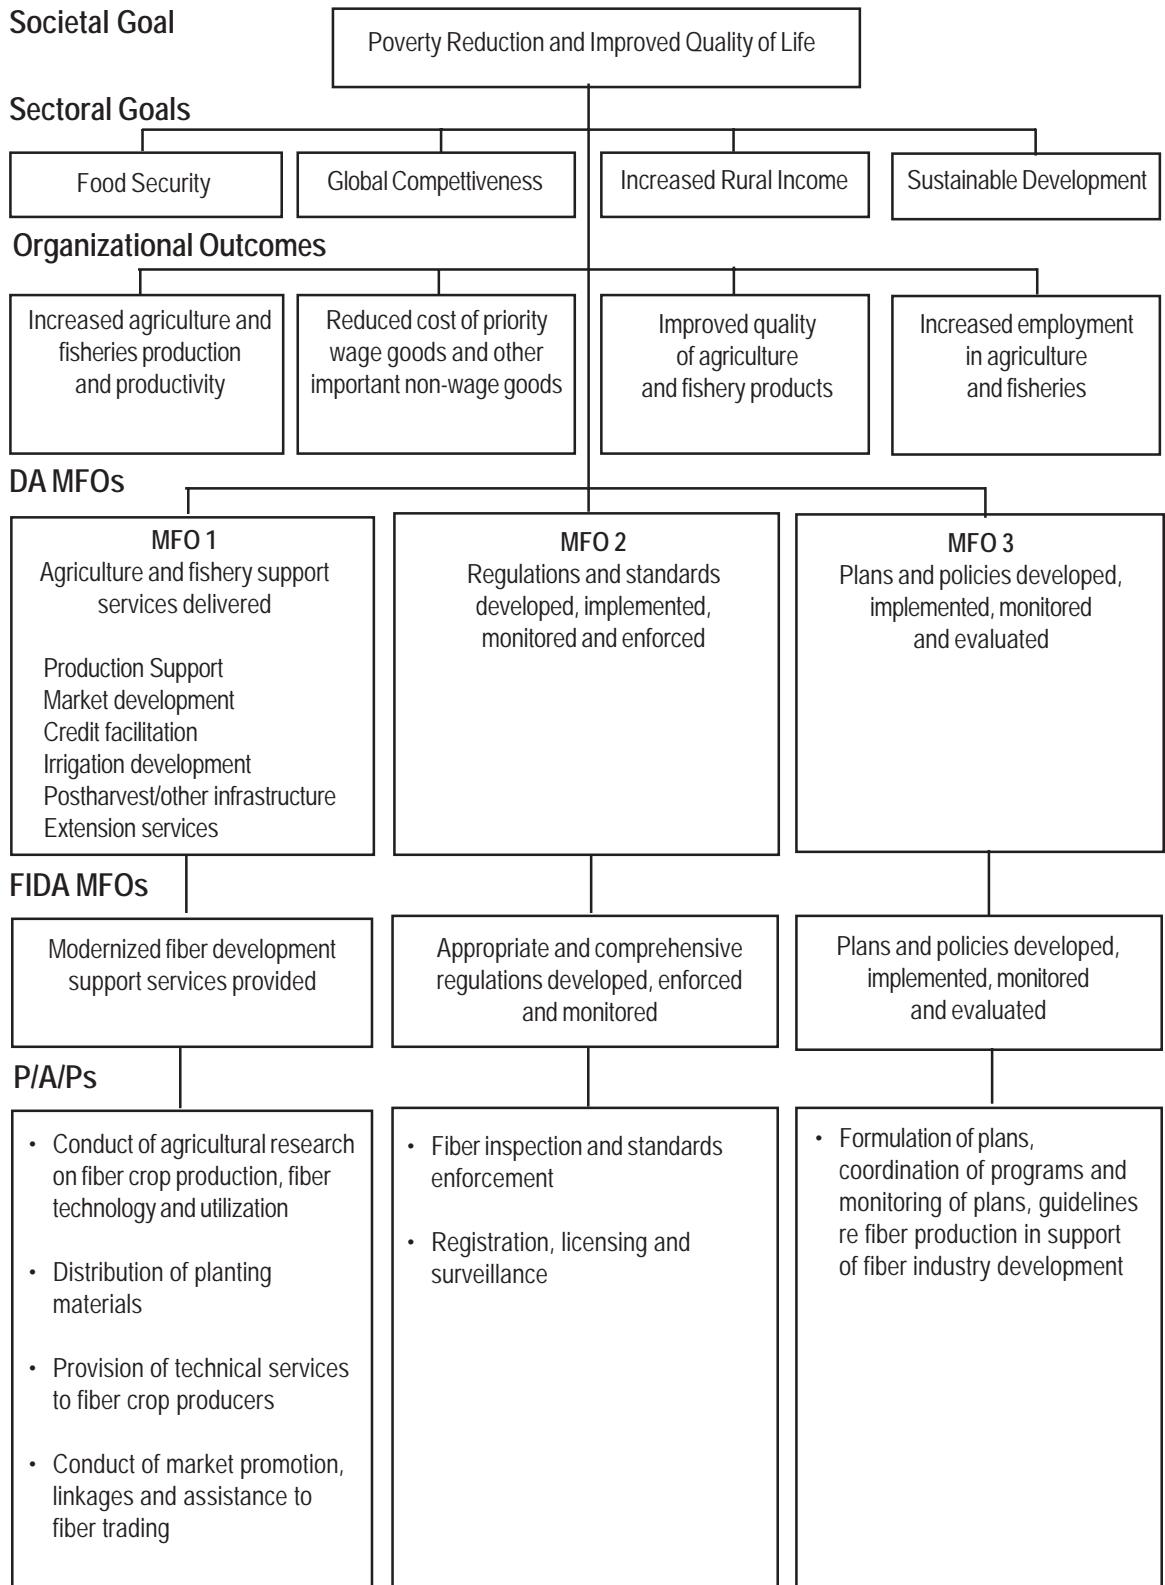 Societal Goal
Poverty Reduction and Improved Quality of Life
Sectoral Goals
Food Security
Global Compettiveness
Increased Rural Income
Sustainable Development
Organizational Outcomes
Increased agriculture and
fisheries production
and productivity
Reduced cost of priority
wage goods and other
important non-wage goods
Improved quality
of agriculture
and fishery products
Increased employment
in agriculture
and fisheries
DA MFOs
MFO 1
Agriculture and fishery support
services delivered
Production Support
Market development
Credit facilitation
Irrigation development
Postharvest/other infrastructure
Extension services
MFO 2
Regulations and standards
developed, implemented,
monitored and enforced
MFO 3
Plans and policies developed,
implemented, monitored
and evaluated
FIDA MFOs
Modernized fiber development
support services provided
Appropriate and comprehensive
regulations developed, enforced
and monitored
Plans and policies developed,
implemented, monitored
and evaluated
P/A/Ps
• Conduct of agricultural research
on fiber crop production, fiber
technology and utilization
• Distribution of planting
materials
• Provision of technical services
to fiber crop producers
• Conduct of market promotion,
linkages and assistance to
fiber trading
• Fiber inspection and standards
enforcement
• Registration, licensing and
surveillance
• Formulation of plans,
coordination of programs and
monitoring of plans, guidelines
re fiber production in support
of fiber industry development